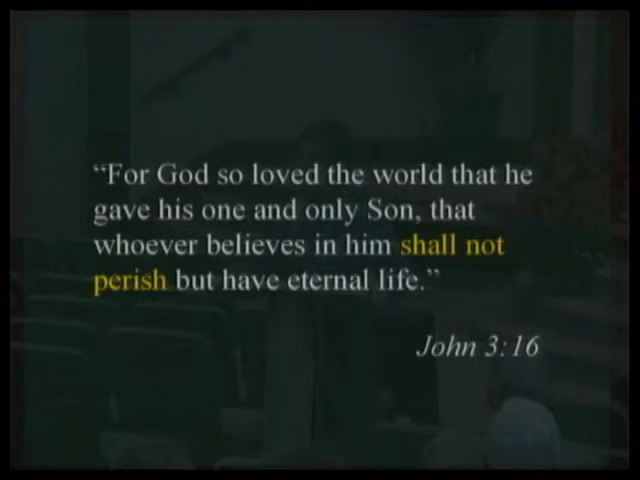 “For God so loved the world that he
gave his one and only Son, that
whoever believes in him shall not
perish but have eternal life.”
John 3:16